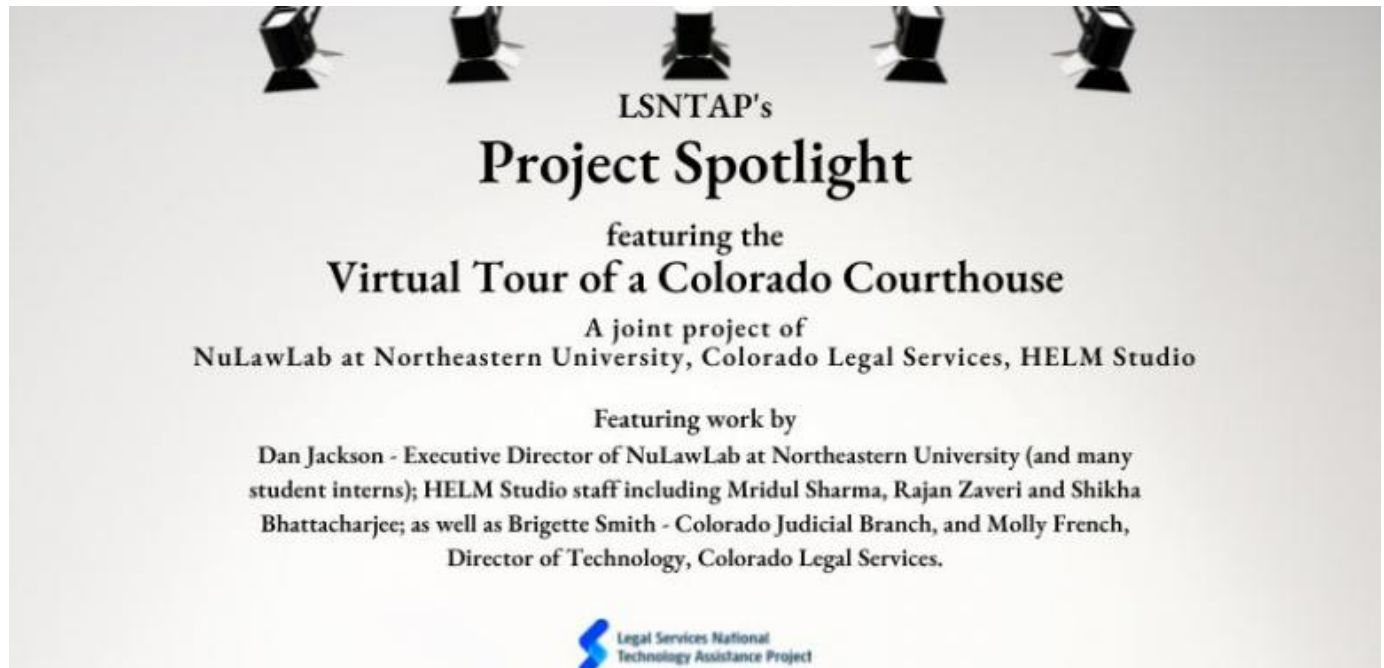 LSNTAP's
Project Spotlight
featuring the
Virtual Tour of a Colorado Courthouse
A joint project of
NuLawLab at Northeastern University, Colorado Legal Services, HELM Studio
Featuring work by
Dan Jackson - Executive Director of NuLawLab at Northeastern University (and many
student interns); HELM Studio staff including Mridul Sharma, Rajan Zaveri and Shikha
Bhattacharjee; as well as Brigette Smith - Colorado Judicial Branch, and Molly French,
Director of Technology, Colorado Legal Services.
Legal Services National
Technology Assistance Project